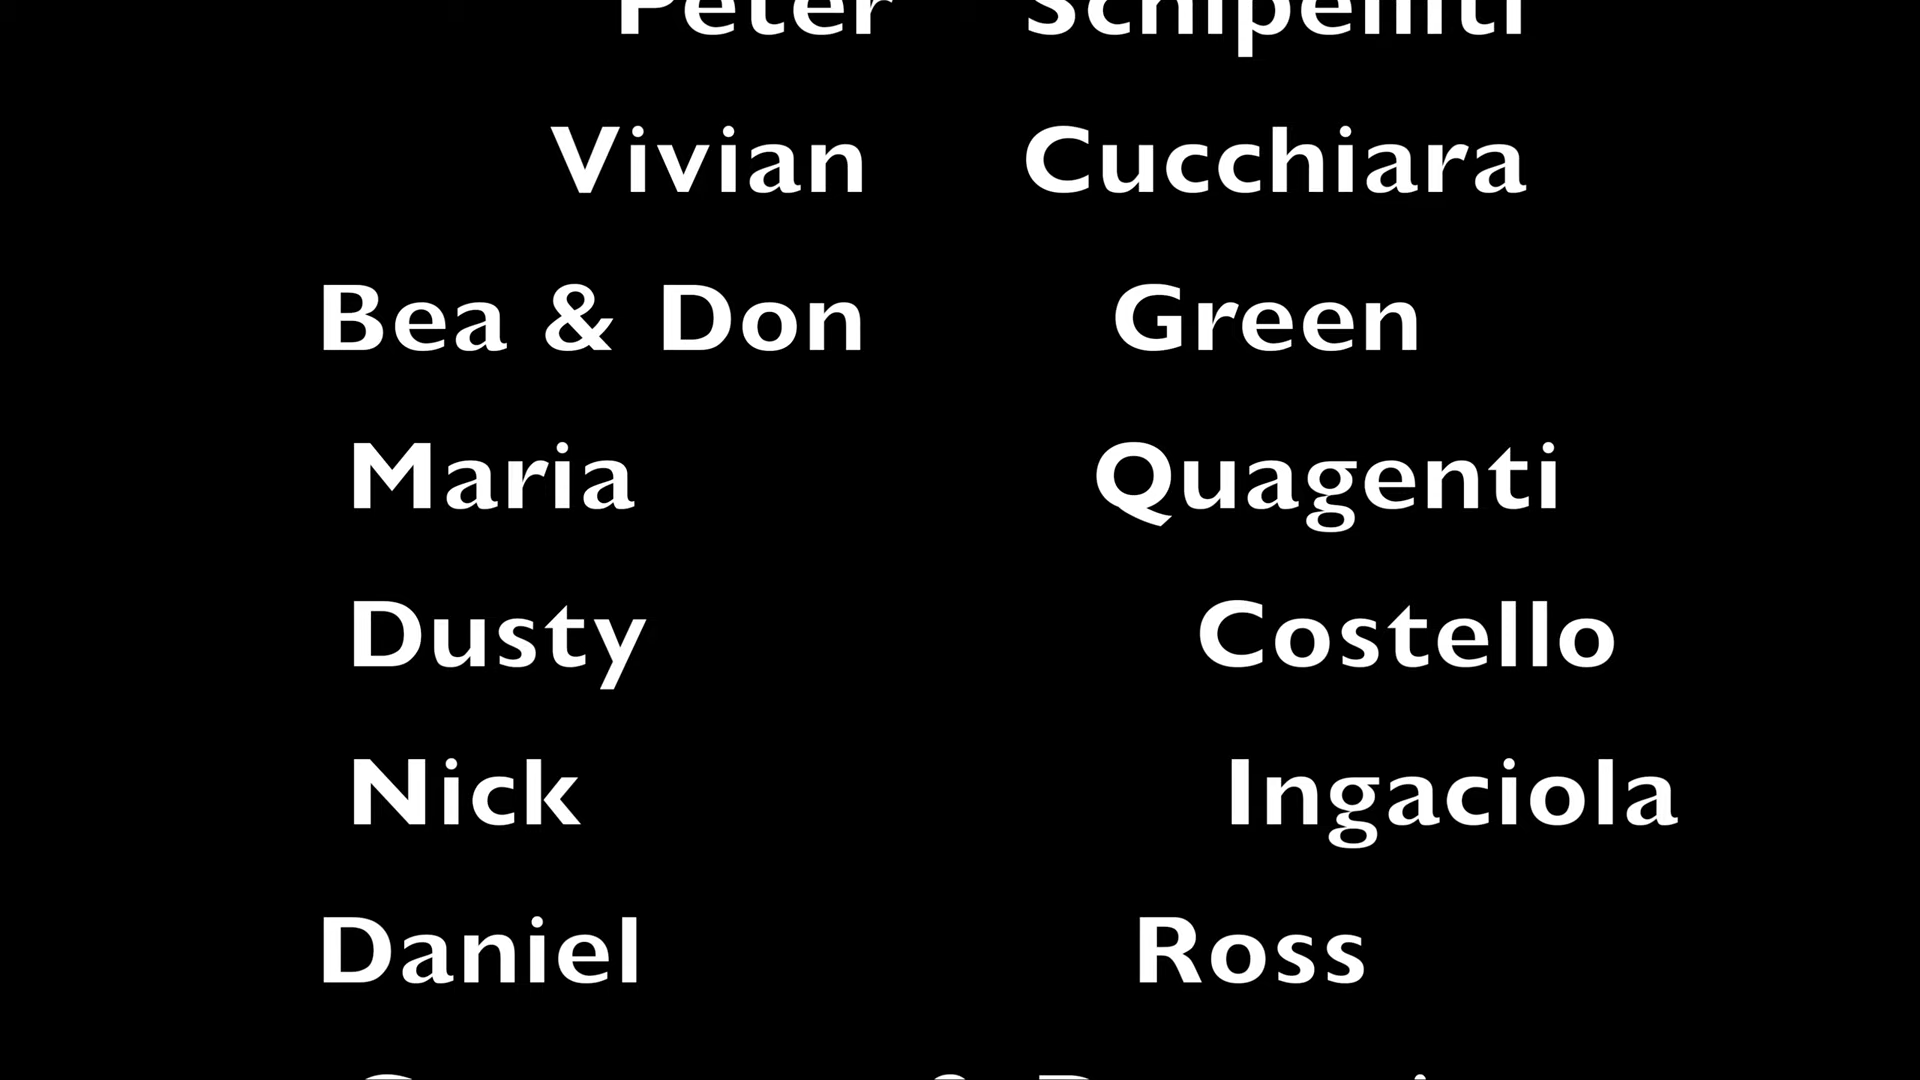 Peter Schipelliti
Vivian Cucchiara
Bea & Don Green
Maria Quagenti
Dusty Costello
Nick Ingaciola
Daniel Ross